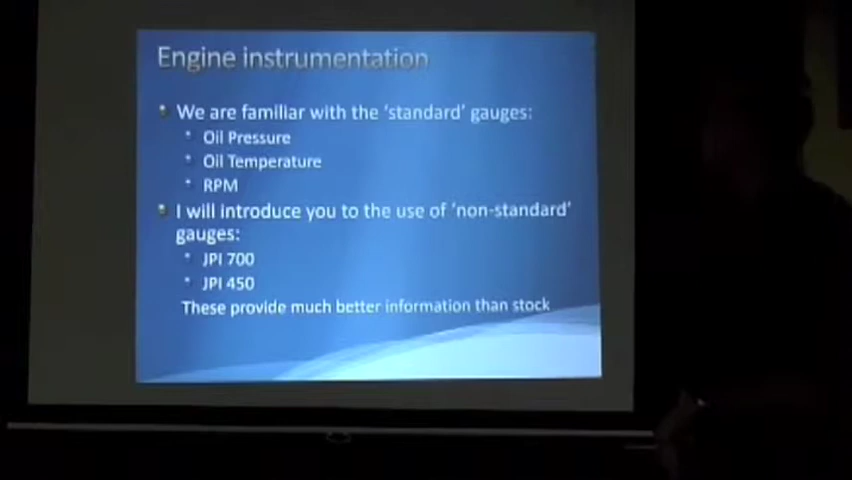 Engine instrumentation
We are familiar with the 'standard' gauges:
Oil Pressure
Oil Temperature
RPM
I will introduce you to the use of 'non-standard'
gauges:
JPI 700
JPI 450
These provide much better information than stock